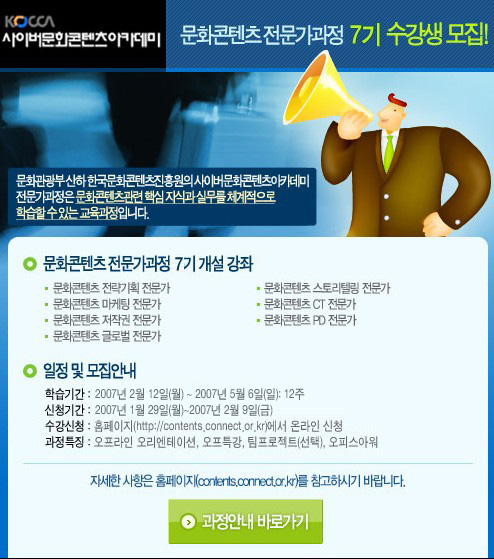 KOCCA
사이버문화콘텐츠아카데미
문화콘텐츠 전문가과정 7기 수강생 모집!
문화관광부 산하 한국문화콘텐츠진흥원의 사이버문화콘텐츠아카데미
전문가과정은 문화콘텐츠관련 핵심 지식과 실무를 체계적으로
학습할 수 있는 교육과정입니다.
문화콘텐츠 전문가과정 7기 개설 강좌
문화콘텐츠 전략기획 전문가
문화콘텐츠 마케팅 전문가
문화콘텐츠 저작권 전문가
문화콘텐츠 글로벌 전문가
문화콘텐츠 스토리텔링 전문가
문화콘텐츠 CT 전문가
문화콘텐츠 PD 전문가
일정 및 모집안내
학습기간 : 2007년 2월 12일(월) ~ 2007년 5월 6일(일): 12주
신청기간 : 2007년 1월 29일(월)~2007년 2월 9일(금)
수강신청 : 홈페이지(http://contents.connect.or.kr)에서 온라인 신청
과정특징 : 오프라인 오리엔테이션, 오프특강, 팀프로젝트(선택), 오피스아워
자세한 사항은 홈페이지(contents.connect.or.kr)를 참고하시기 바랍니다.
과정안내 바로가기